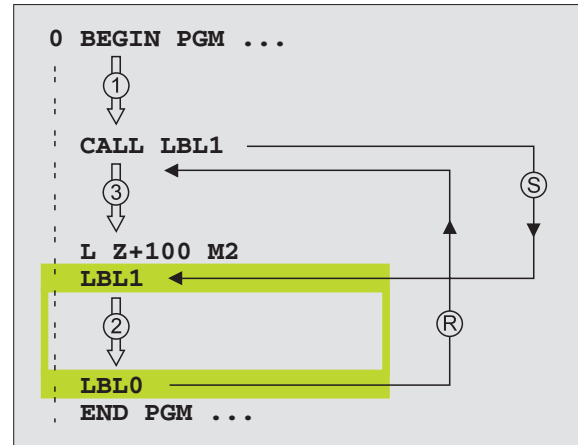 0 BEGIN PGM ...
1
CALL LBL1
S
3
L Z+100 M2
LBL1
2
R
LBL0
END PGM ...